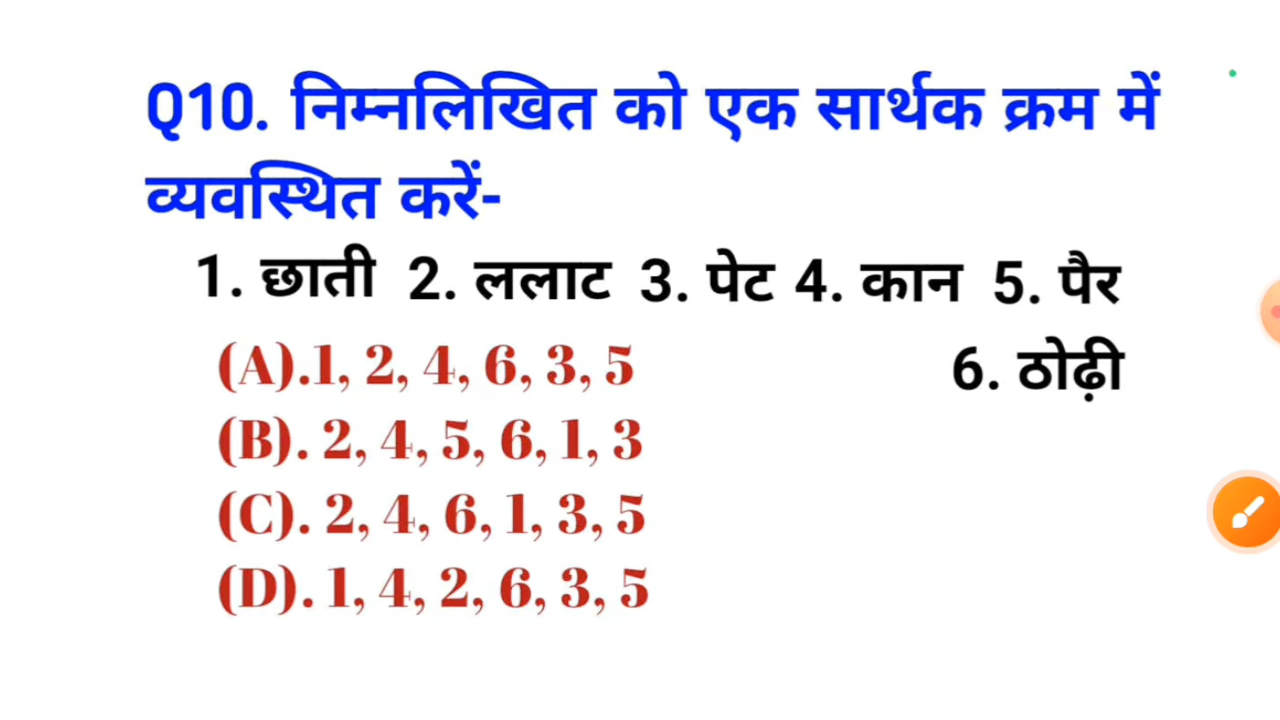 Q10. निम्नलिखित को एक सार्थक क्रम में
व्यवस्थित करें-
1. छाती 2. ललाट 3. पेट 4. कान 5. पैर
6. ठोढ़ी
(A).1, 2, 4, 6, 3, 5
(B). 2, 4, 5, 6, 1, 3
(C). 2, 4, 6, 1, 3, 5
(D). 1, 4, 2, 6, 3, 5